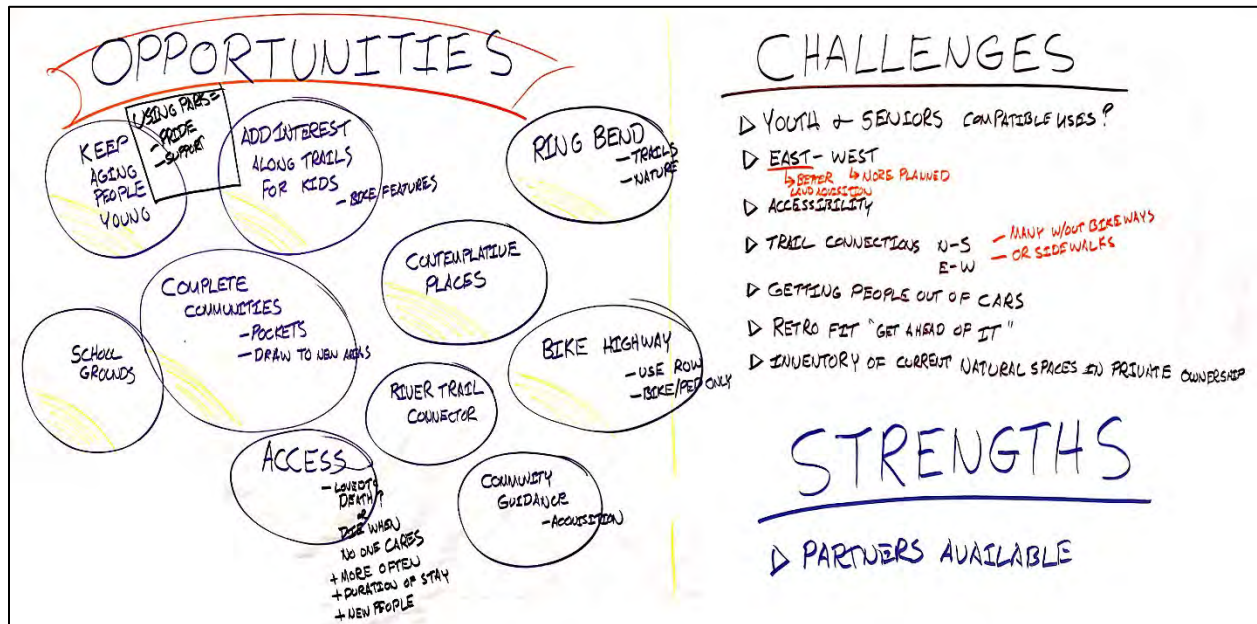 OPPORTUNITIES
KEEP
AGING
PEOPLE
YOUNG
USING PARKS =
- PRIDE
- SUPPORT
ADD INTEREST
ALONG TRAILS
FOR KIDS
- BIKE FEATURES
RING BEND
- TRAILS
- NATURE
COMPLETE
COMMUNITIES
- POCKETS
- DRAW TO NEW AREAS
CONTEMPLATIVE
PLACES
SCHOLL
GROUNDS
BIKE HIGHWAY
- USE ROW
- BIKE/PED ONLY
RIVER TRAIL
CONNECTOR
ACCESS
- LOVED TO
DEATH?
or
DIE WHEN
NO ONE CARES
+ MORE OFTEN
+ DURATION OF STAY
+ NEW PEOPLE
COMMUNITY
GUIDANCE
- ACQUISITION
CHALLENGES
▷ YOUTH & SENIORS COMPATIBLE USES?
▷ EAST - WEST
↳ BETTER ↳ MORE PLANNED
LAND AQUISITION
▷ ACCESSIBILITY
▷ TRAIL CONNECTIONS N-S — MANY W/OUT BIKEWAYS
E-W — OR SIDEWALKS
▷ GETTING PEOPLE OUT OF CARS
▷ RETRO FIT "GET AHEAD OF IT"
▷ INVENTORY OF CURRENT NATURAL SPACES IN PRIVATE OWNERSHIP
STRENGTHS
▷ PARTNERS AVAILABLE